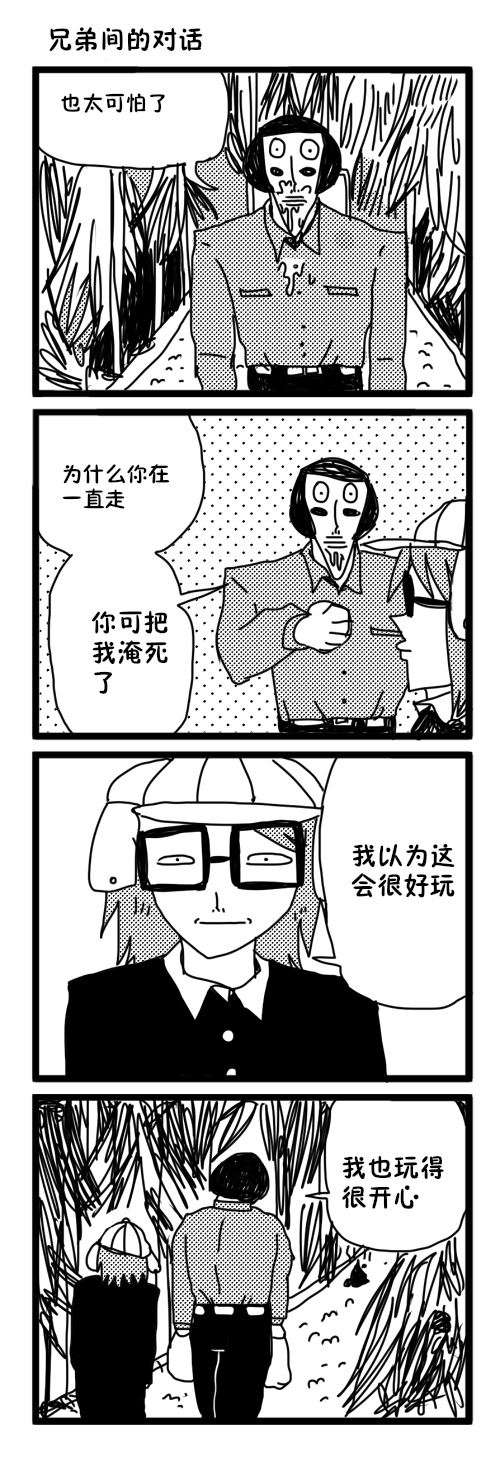 兄弟间的对话
也太可怕了
为什么你在
一直走
你可把
我淹死
了
我以为这
会很好玩
我也玩得
很开心